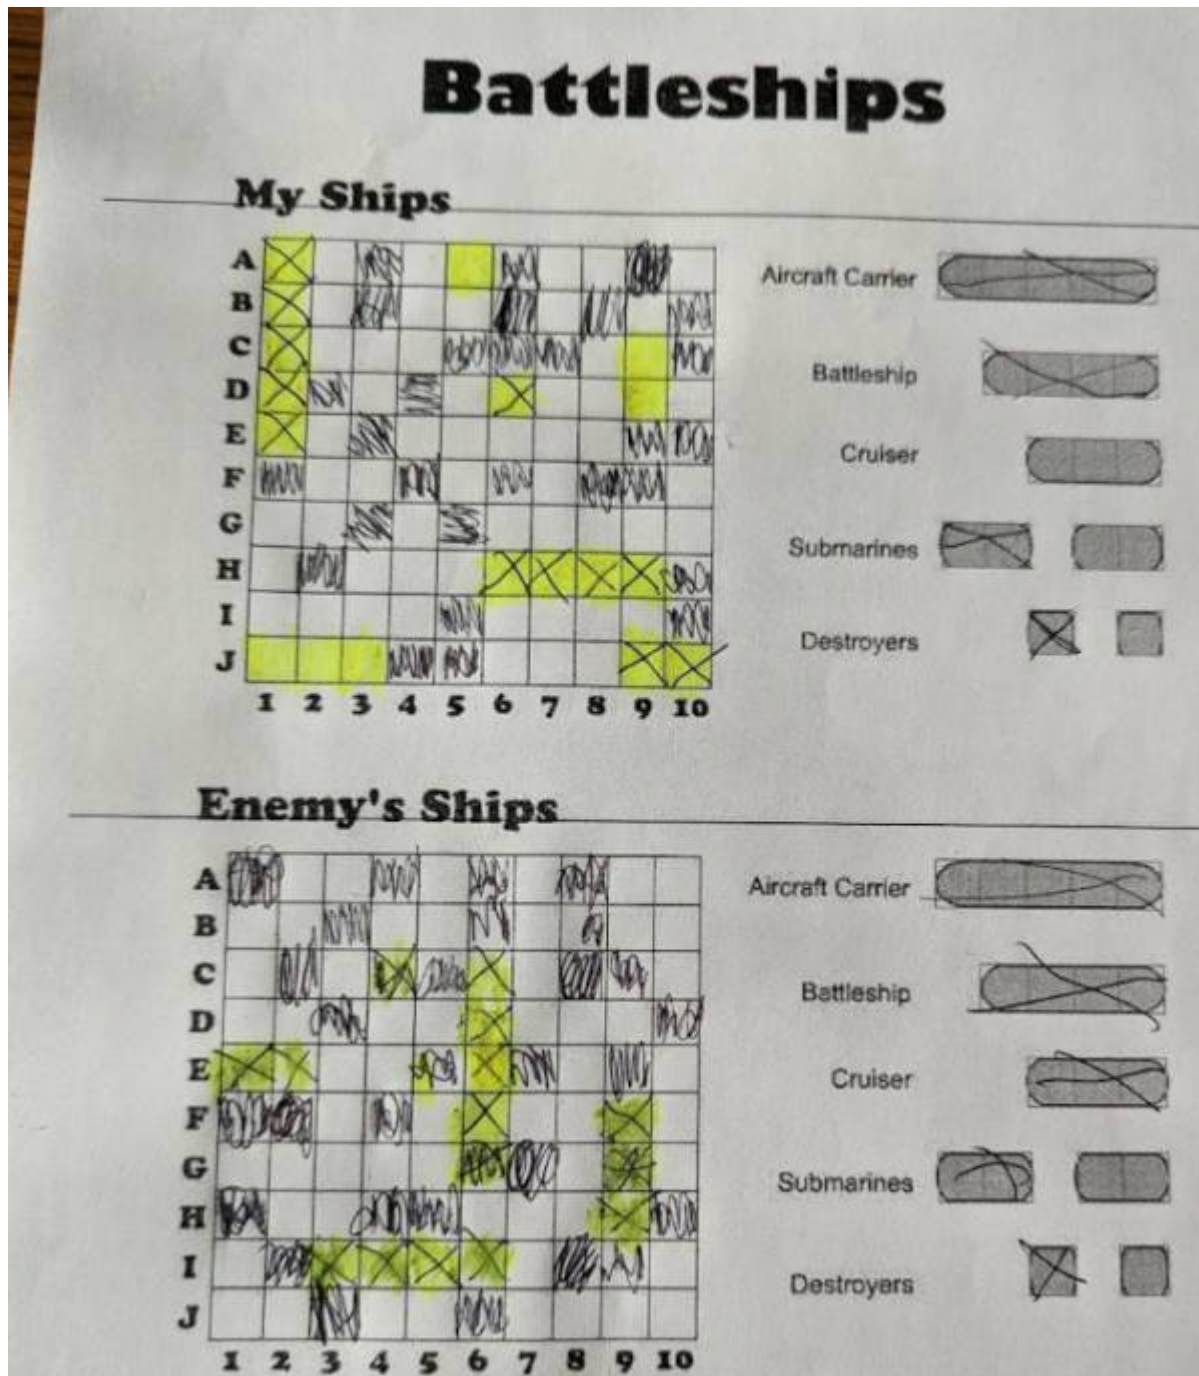 Battleships
My Ships
A
B
C
D
E
F
G
H
I
J
1 2 3 4 5 6 7 8 9 10
Aircraft Carrier
Battleship
Cruiser
Submarines
Destroyers
Enemy's Ships
A
B
C
D
E
F
G
H
I
J
1 2 3 4 5 6 7 8 9 10
Aircraft Carrier
Battleship
Cruiser
Submarines
Destroyers